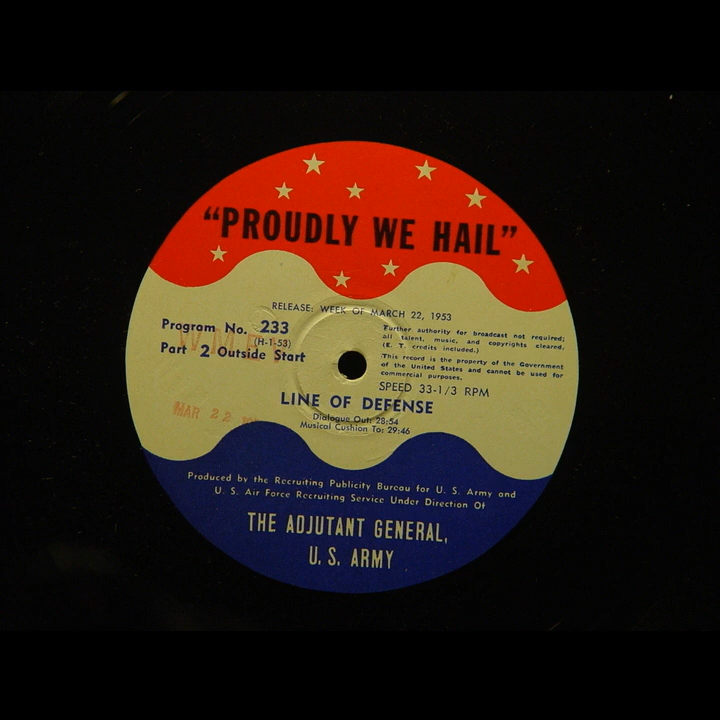 “PROUDLY WE HAIL”
RELEASE: WEEK OF MARCH 22, 1953
Program No. 233
(H-1-53)
Part 2 Outside Start
Further authority for broadcast not required;
all talent, music, and copyrights cleared.
(E. T. credits included.)
This record is the property of the Government
of the United States and cannot be used for
commercial purposes.
SPEED 33-1/3 RPM
LINE OF DEFENSE
Dialogue Out: 28:54
Musical Cushion To: 29:46
MAR 22
Produced by the Recruiting Publicity Bureau for U. S. Army and
U. S. Air Force Recruiting Service Under Direction Of
THE ADJUTANT GENERAL,
U. S. ARMY